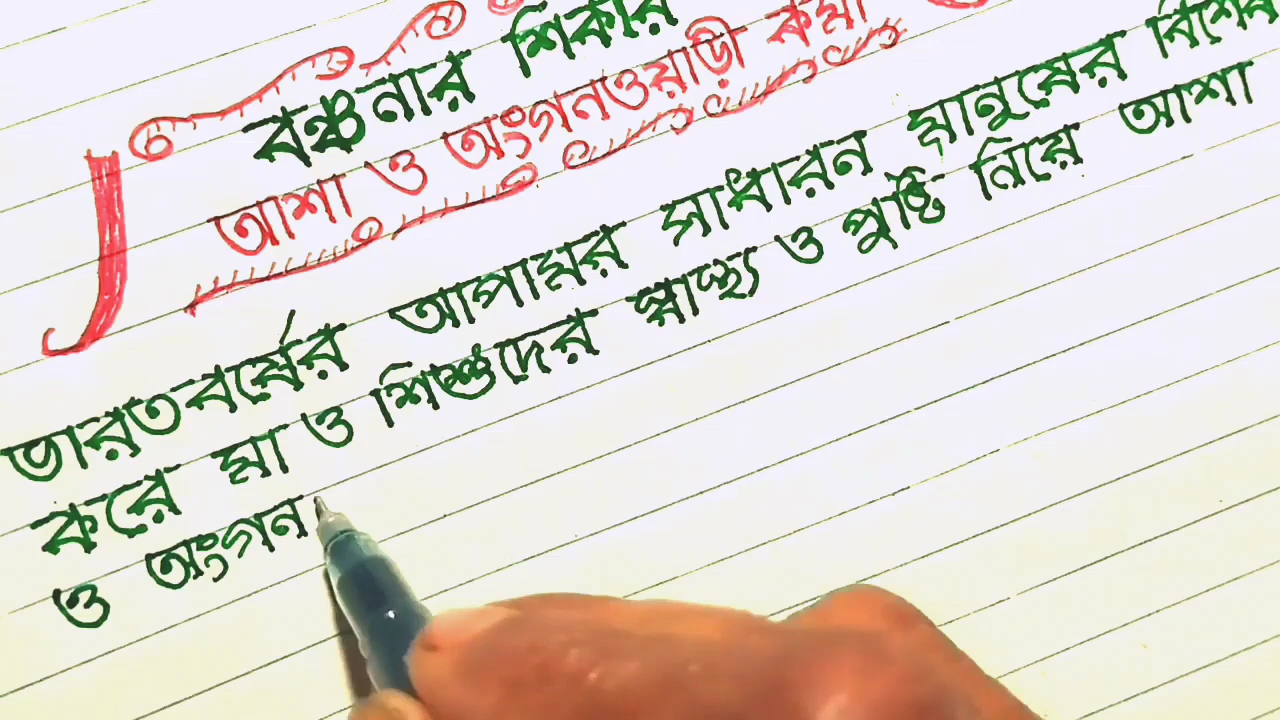 বঞ্চনার শিকার
আশা ও অংগনওয়াড়ী কর্মী
ভারতবর্ষের আপামর সাধারন মানুষের বিশেষ
করে মা ও শিশুদের স্বাস্থ্য ও পুষ্টি নিয়ে আশা
ও অংগন